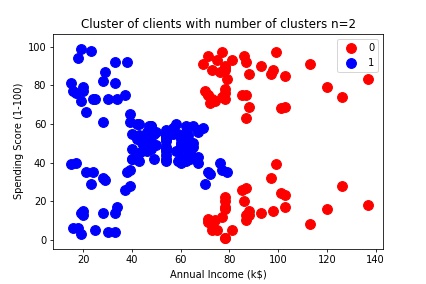 Cluster of clients with number of clusters n=2
0
1
100
80
60
40
20
0
Spending Score (1-100)
20 40 60 80 100 120 140
Annual Income (k$)